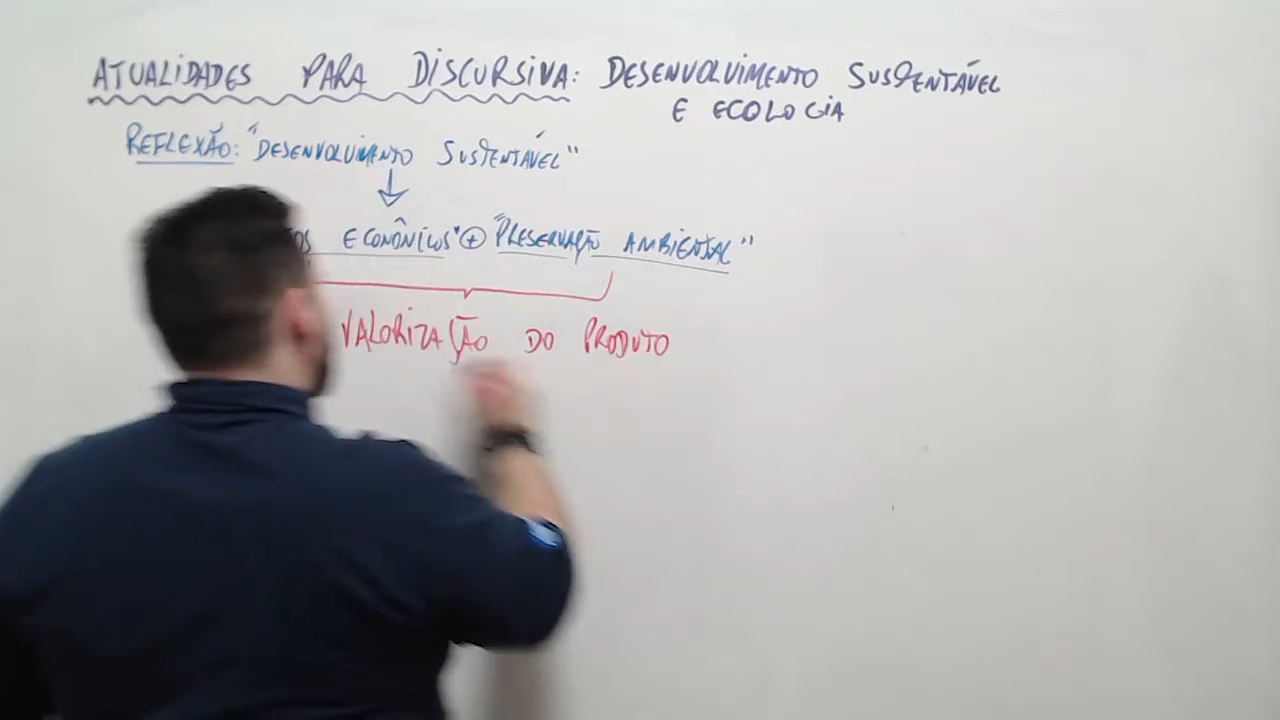 ATUALIDADES PARA DISCURSIVA: DESENVOLVIMENTO SUSTENTÁVEL
E ECOLOGIA
REFLEXÃO: "DESENVOLVIMENTO SUSTENTÁVEL"
ECONÔMICOS" + "PRESERVAÇÃO AMBIENTAL"
VALORIZAÇÃO DO PRODUTO